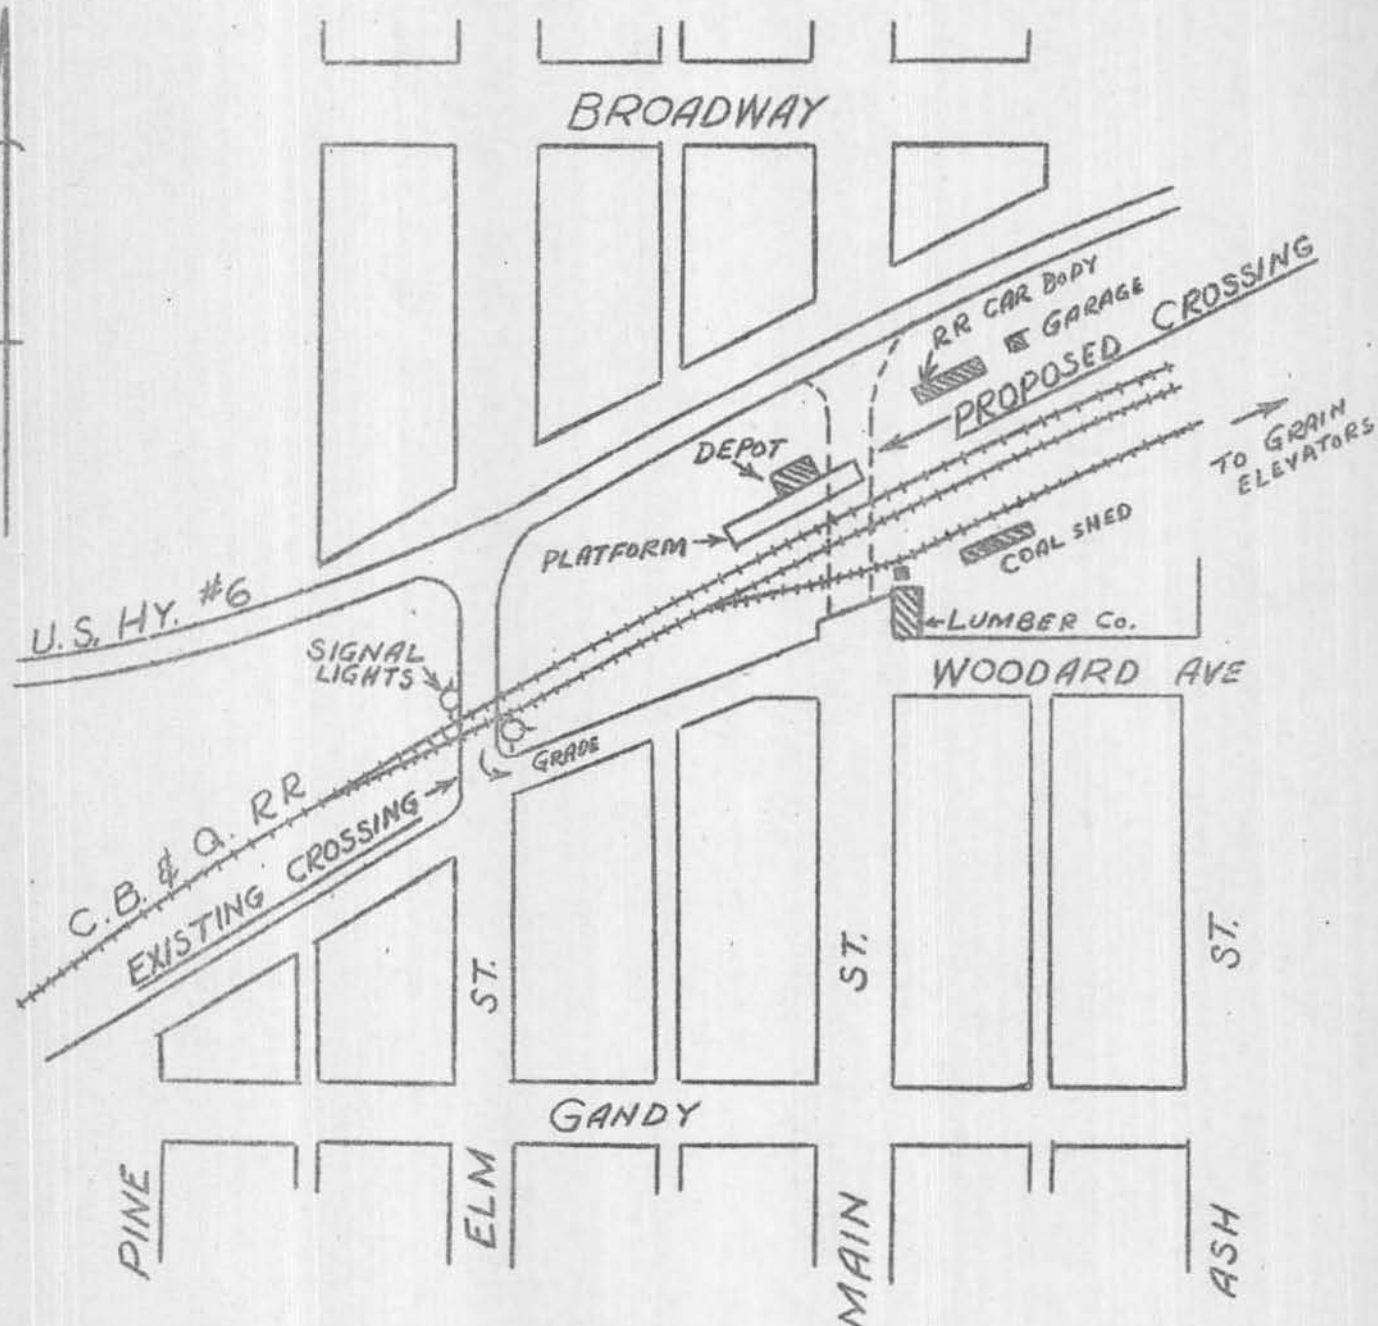 BROADWAY
RR CAR BODY
GARAGE
PROPOSED CROSSING
TO GRAIN
ELEVATORS
DEPOT
PLATFORM
COAL SHED
U.S. HY. #6
LUMBER Co.
SIGNAL
LIGHTS
WOODARD AVE
GRADE
C.B. & Q. RR
EXISTING CROSSING
GANDY
PINE
ELM ST.
MAIN ST.
ASH ST.